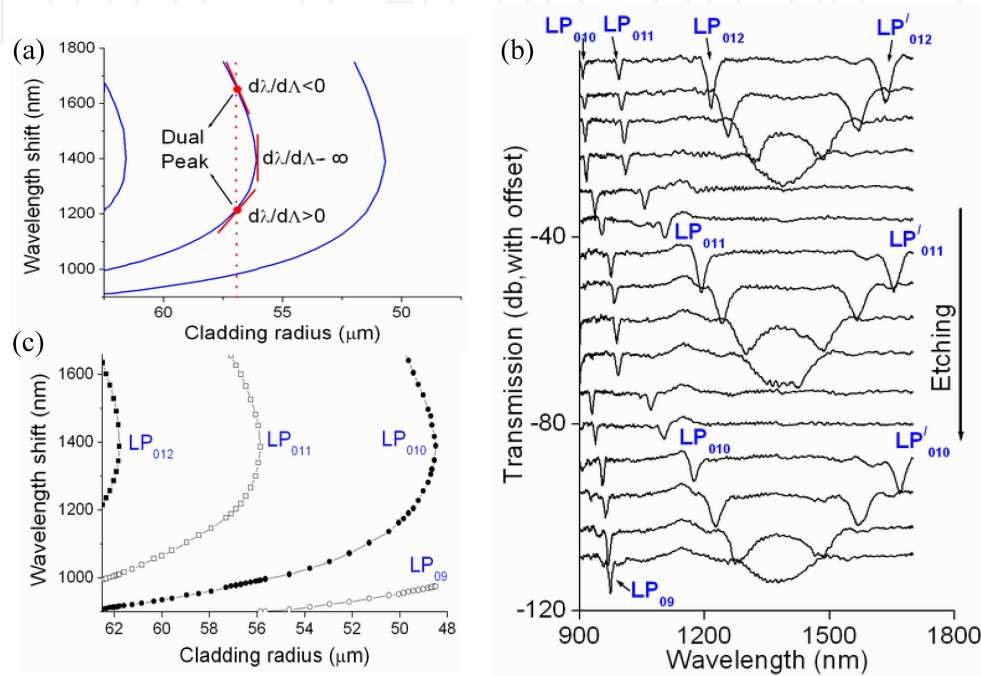 (a)
1800
1600
1400
1200
1000
Wavelength shift (nm)
dλ/dΛ<0
Dual
Peak
dλ/dΛ~ ∞
dλ/dΛ>0
60 55 50
Cladding radius (μm)
(b)
LP010 LP011 LP012 LP/012
LP011 LP/011
LP010 LP/010
LP09
Etching
-40
-80
-120
Transmission (db,with offset)
900 1200 1500 1800
Wavelength (nm)
(c)
1600
1400
1200
1000
Wavelength shift (nm)
LP012 LP011 LP010
LP09
62 60 58 56 54 52 50 48
Cladding radius (μm)